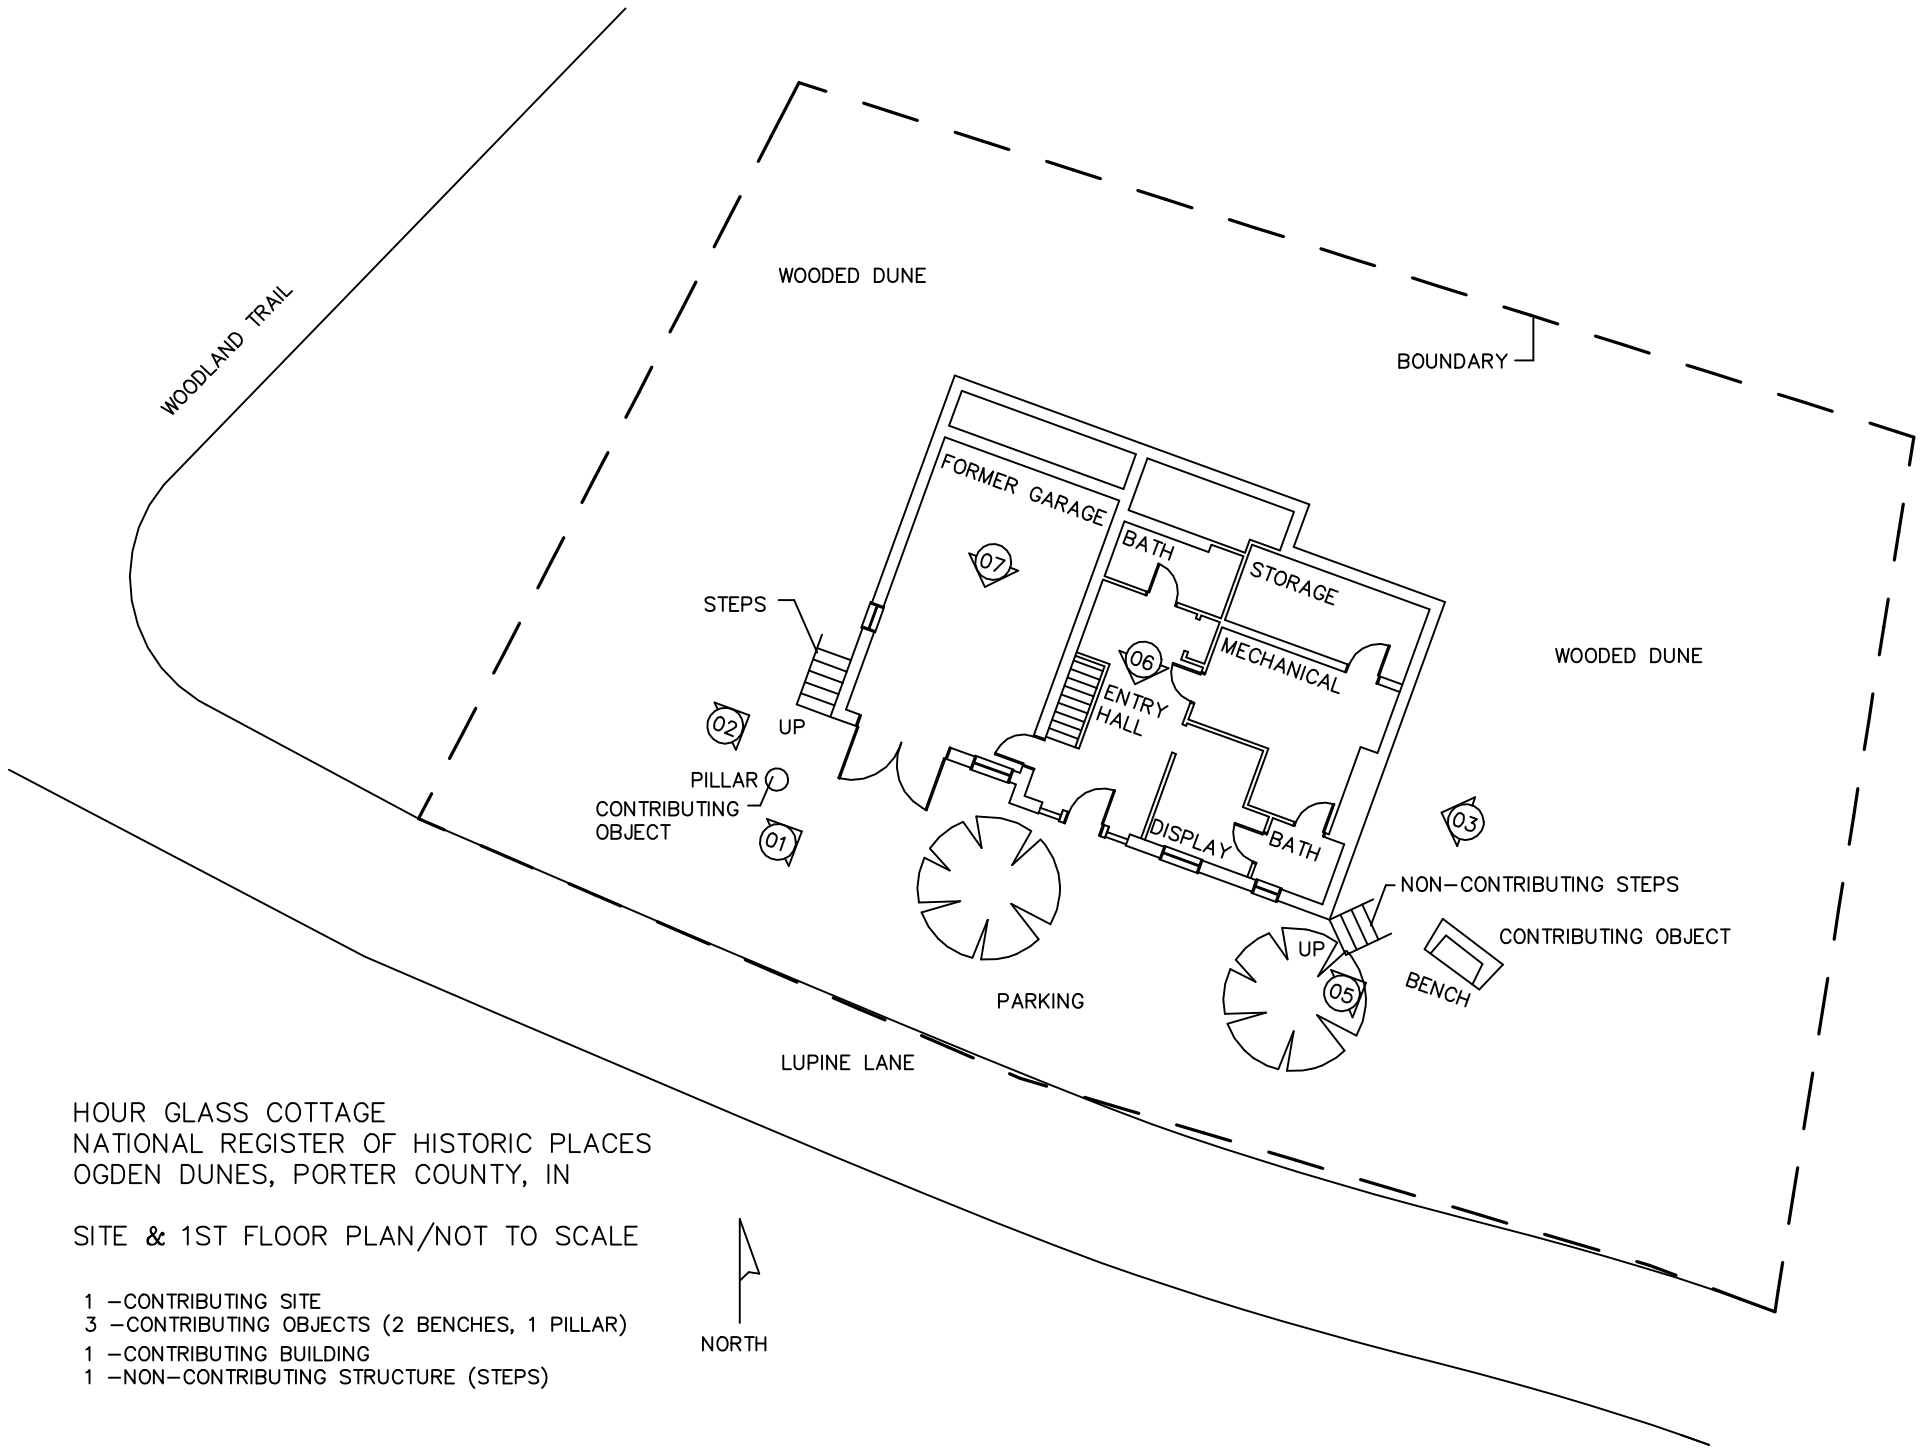 WOODLAND TRAIL
WOODED DUNE
BOUNDARY
FORMER GARAGE
07
BATH
STORAGE
STEPS
06
MECHANICAL
WOODED DUNE
ENTRY
HALL
02
UP
PILLAR
CONTRIBUTING
OBJECT
01
DISPLAY
BATH
03
NON-CONTRIBUTING STEPS
CONTRIBUTING OBJECT
UP
05
BENCH
PARKING
LUPINE LANE
HOUR GLASS COTTAGE
NATIONAL REGISTER OF HISTORIC PLACES
OGDEN DUNES, PORTER COUNTY, IN
SITE & 1ST FLOOR PLAN/NOT TO SCALE
1 -CONTRIBUTING SITE
3 -CONTRIBUTING OBJECTS (2 BENCHES, 1 PILLAR)
1 -CONTRIBUTING BUILDING
1 -NON-CONTRIBUTING STRUCTURE (STEPS)
NORTH